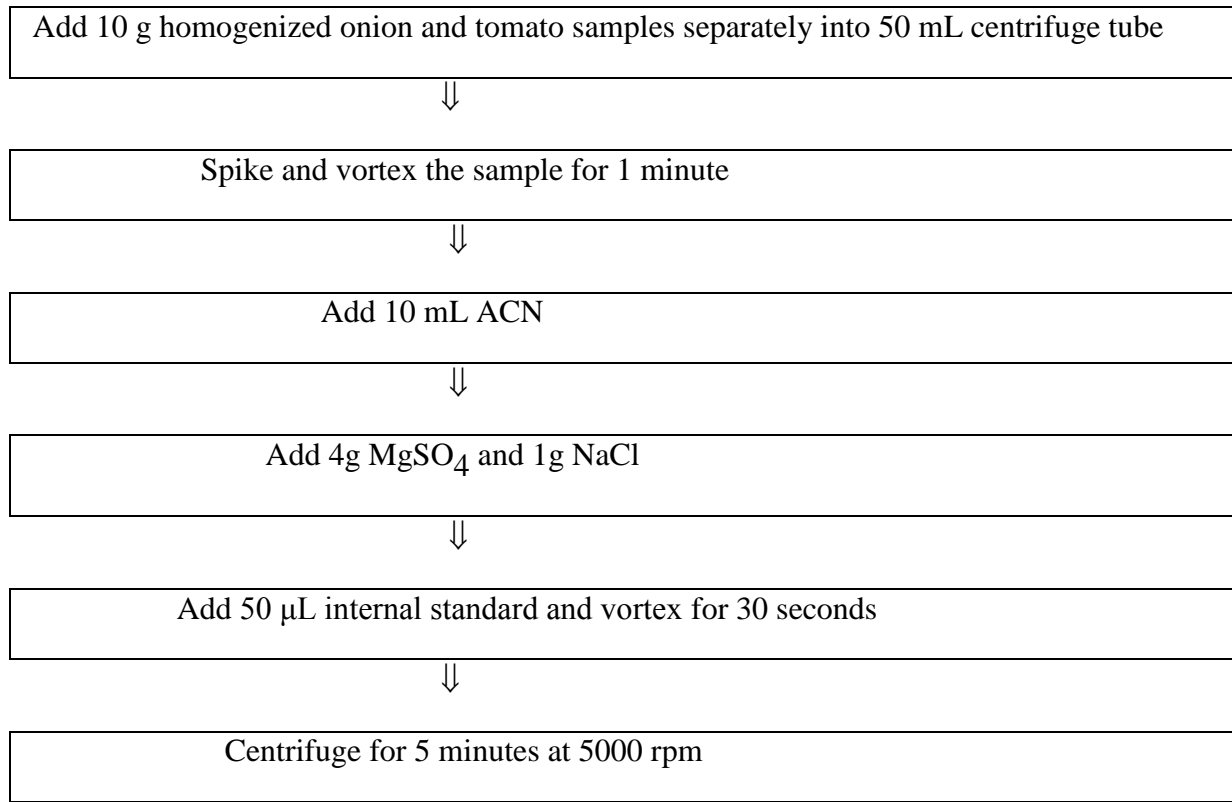 Add 10 g homogenized onion and tomato samples separately into 50 mL centrifuge tube
⇓
Spike and vortex the sample for 1 minute
⇓
Add 10 mL ACN
⇓
Add 4g MgSO4 and 1g NaCl
⇓
Add 50 μL internal standard and vortex for 30 seconds
⇓
Centrifuge for 5 minutes at 5000 rpm